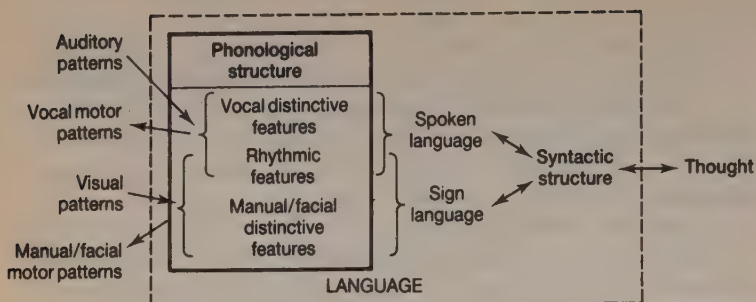 Auditory
patterns
Vocal motor
patterns
Visual
patterns
Manual/facial
motor patterns
Phonological
structure
Vocal distinctive
features
Rhythmic
features
Manual/facial
distinctive
features
Spoken
language
Sign
language
Syntactic
structure
Thought
LANGUAGE